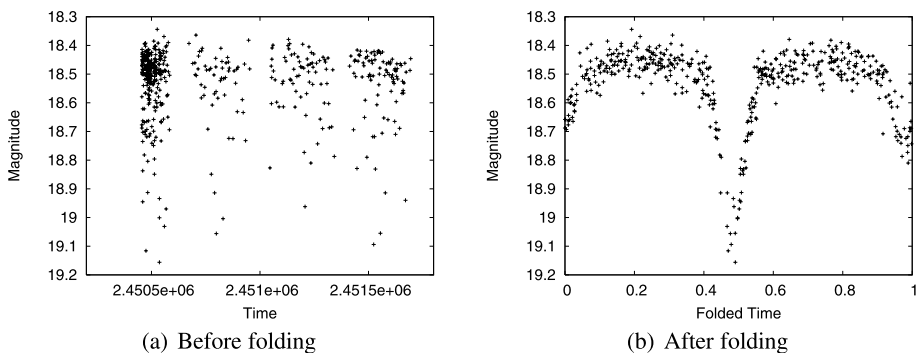 18.3
18.4
18.5
18.6
18.7
18.8
18.9
19
19.1
19.2
Magnitude
2.4505e+06 2.451e+06 2.4515e+06
Time
(a) Before folding
18.3
18.4
18.5
18.6
18.7
18.8
18.9
19
19.1
19.2
Magnitude
0 0.2 0.4 0.6 0.8 1
Folded Time
(b) After folding